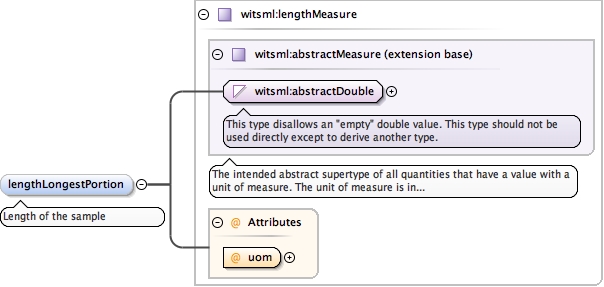 witsml:lengthMeasure
witsml:abstractMeasure (extension base)
witsml:abstractDouble
This type disallows an "empty" double value. This type should not be
used directly except to derive another type.
The intended abstract supertype of all quantities that have a value with a
unit of measure. The unit of measure is in...
lengthLongestPortion
Length of the sample
@ Attributes
@ uom